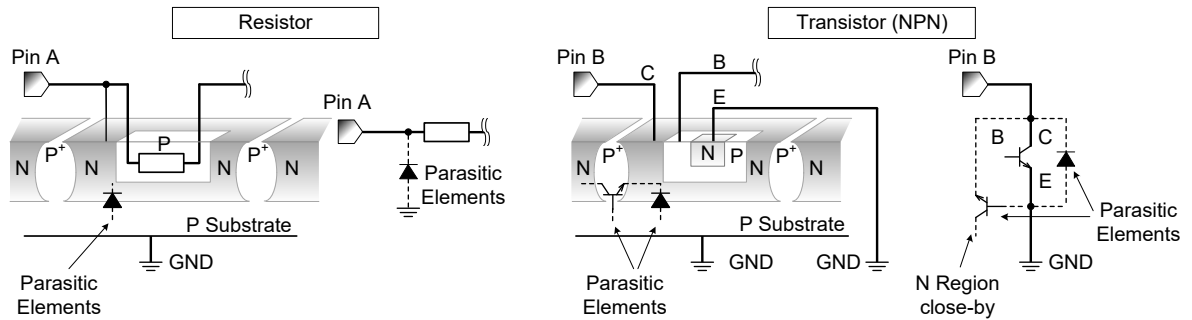 Resistor
Transistor (NPN)
Pin A
Pin A
P
N
P+
N
P+
N
N
Parasitic
Elements
P Substrate
GND
Parasitic
Elements
Pin B
C
B
E
N
P+
N
P
P+
N
N
P Substrate
GND
GND
Parasitic
Elements
Pin B
B
C
E
Parasitic
Elements
GND
N Region
close-by